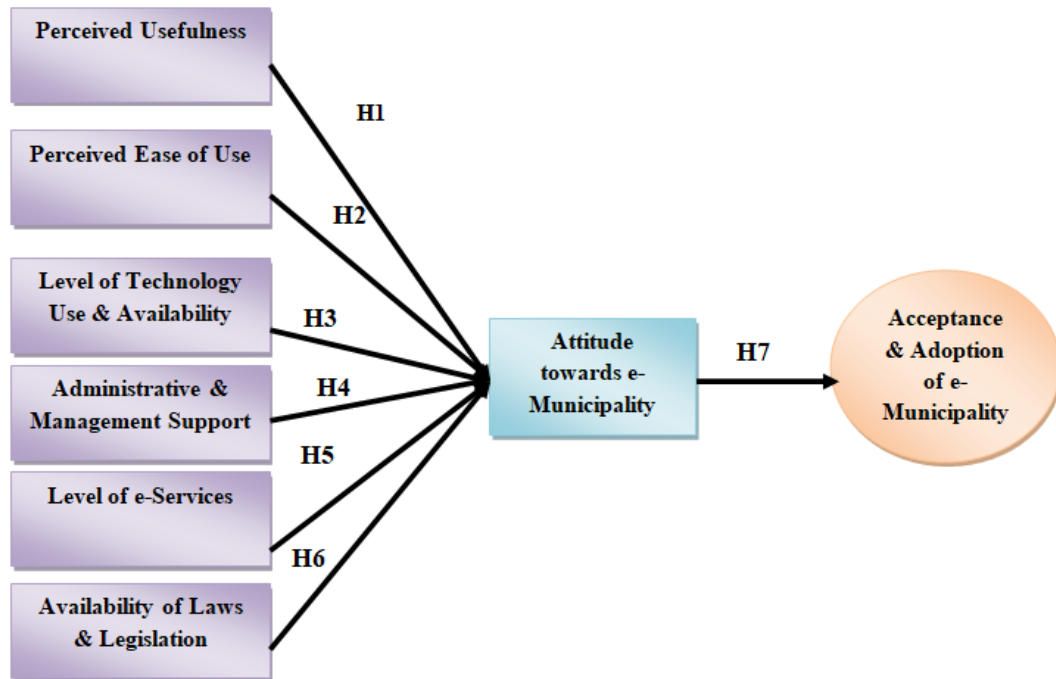 Perceived Usefulness
H1
Perceived Ease of Use
H2
Level of Technology
Use & Availability
H3
Administrative &
Management Support
H4
Level of e-Services
H5
Availability of Laws
& Legislation
H6
Attitude
towards e-
Municipality
H7
Acceptance
& Adoption
of e-
Municipality